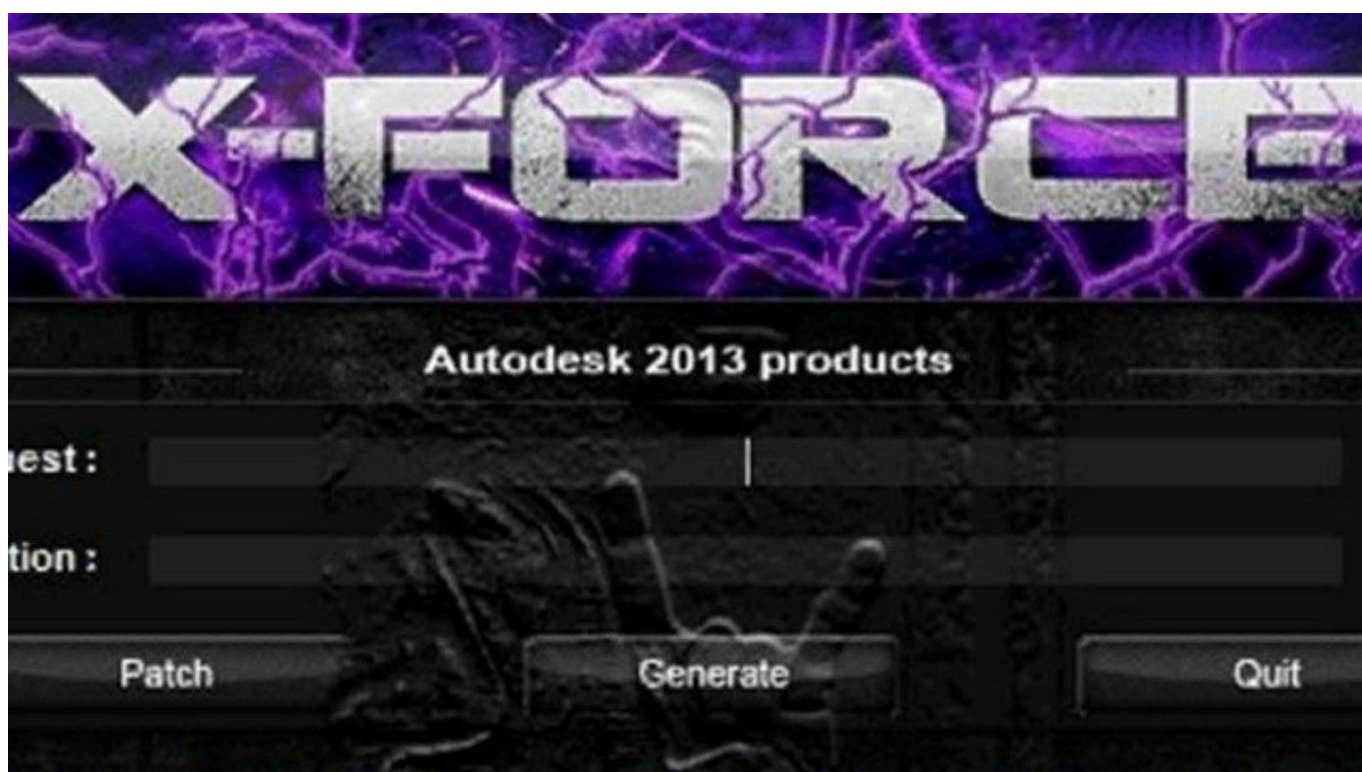 X-FORCE
Autodesk 2013 products
uest :
tion :
Patch
Generate
Quit